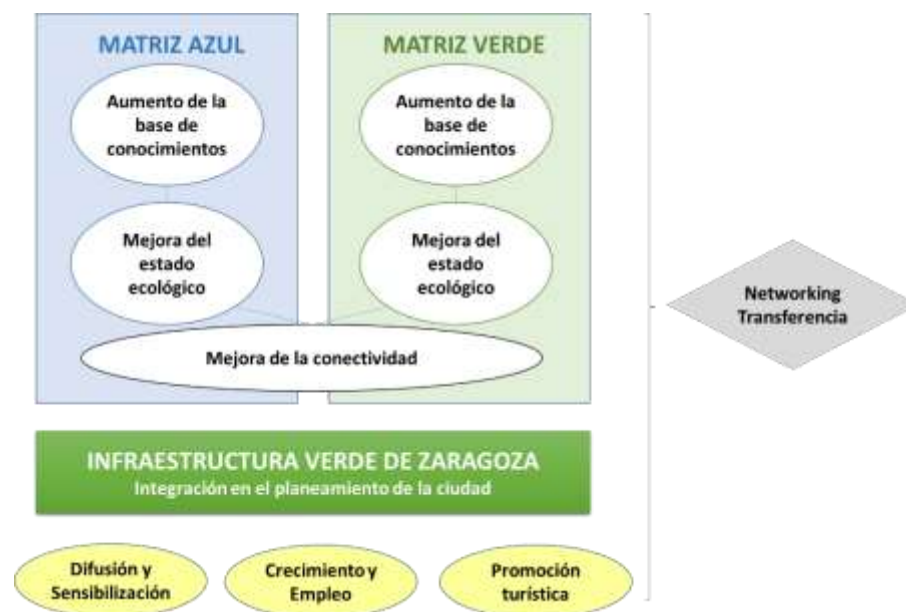 MATRIZ AZUL
Aumento de la
base de
conocimientos
Mejora del
estado
ecológico
MATRIZ VERDE
Aumento de la
base de
conocimientos
Mejora del
estado
ecológico
Mejora de la conectividad
INFRAESTRUCTURA VERDE DE ZARAGOZA
Integración en el planeamiento de la ciudad
Difusión y
Sensibilización
Crecimiento y
Empleo
Promoción
turística
Networking
Transferencia